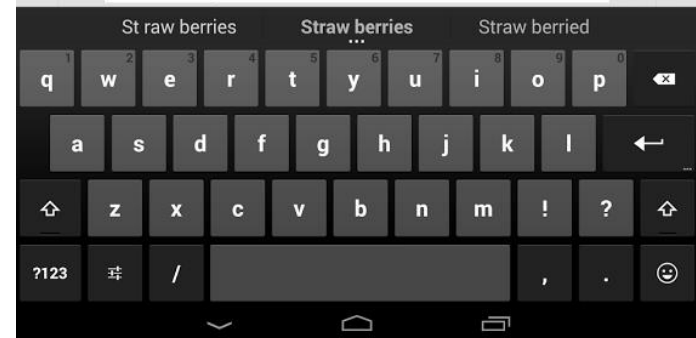 St raw berries Straw berries Straw berried
q 1 w 2 e 3 r 4 t 5 y 6 u 7 i 8 o 9 p 0
a s d f g h j k l
z x c v b n m ! ?
?123 / , .